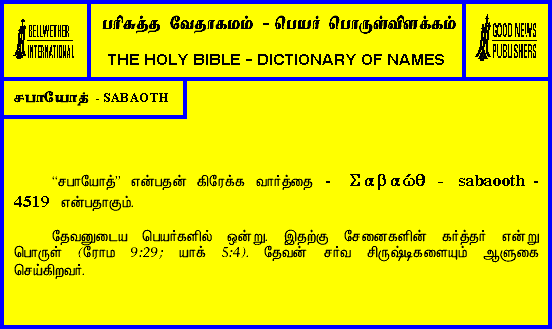 BELLWETHER
INTERNATIONAL
பரிசுத்த வேதாகமம் - பெயர் பொருள்விளக்கம்
THE HOLY BIBLE - DICTIONARY OF NAMES
GOOD NEWS
PUBLISHERS
சபாயோத் - SABAOTH
“சபாயோத்” என்பதன் கிரேக்க வார்த்தை - Σαβαώθ - sabaooth -
4519 என்பதாகும்.
தேவனுடைய பெயர்களில் ஒன்று. இதற்கு சேனைகளின் கர்த்தர் என்று
பொருள் (ரோம 9:29; யாக் 5:4). தேவன் சர்வ சிருஷ்டிகளையும் ஆளுகை
செய்கிறவர்.